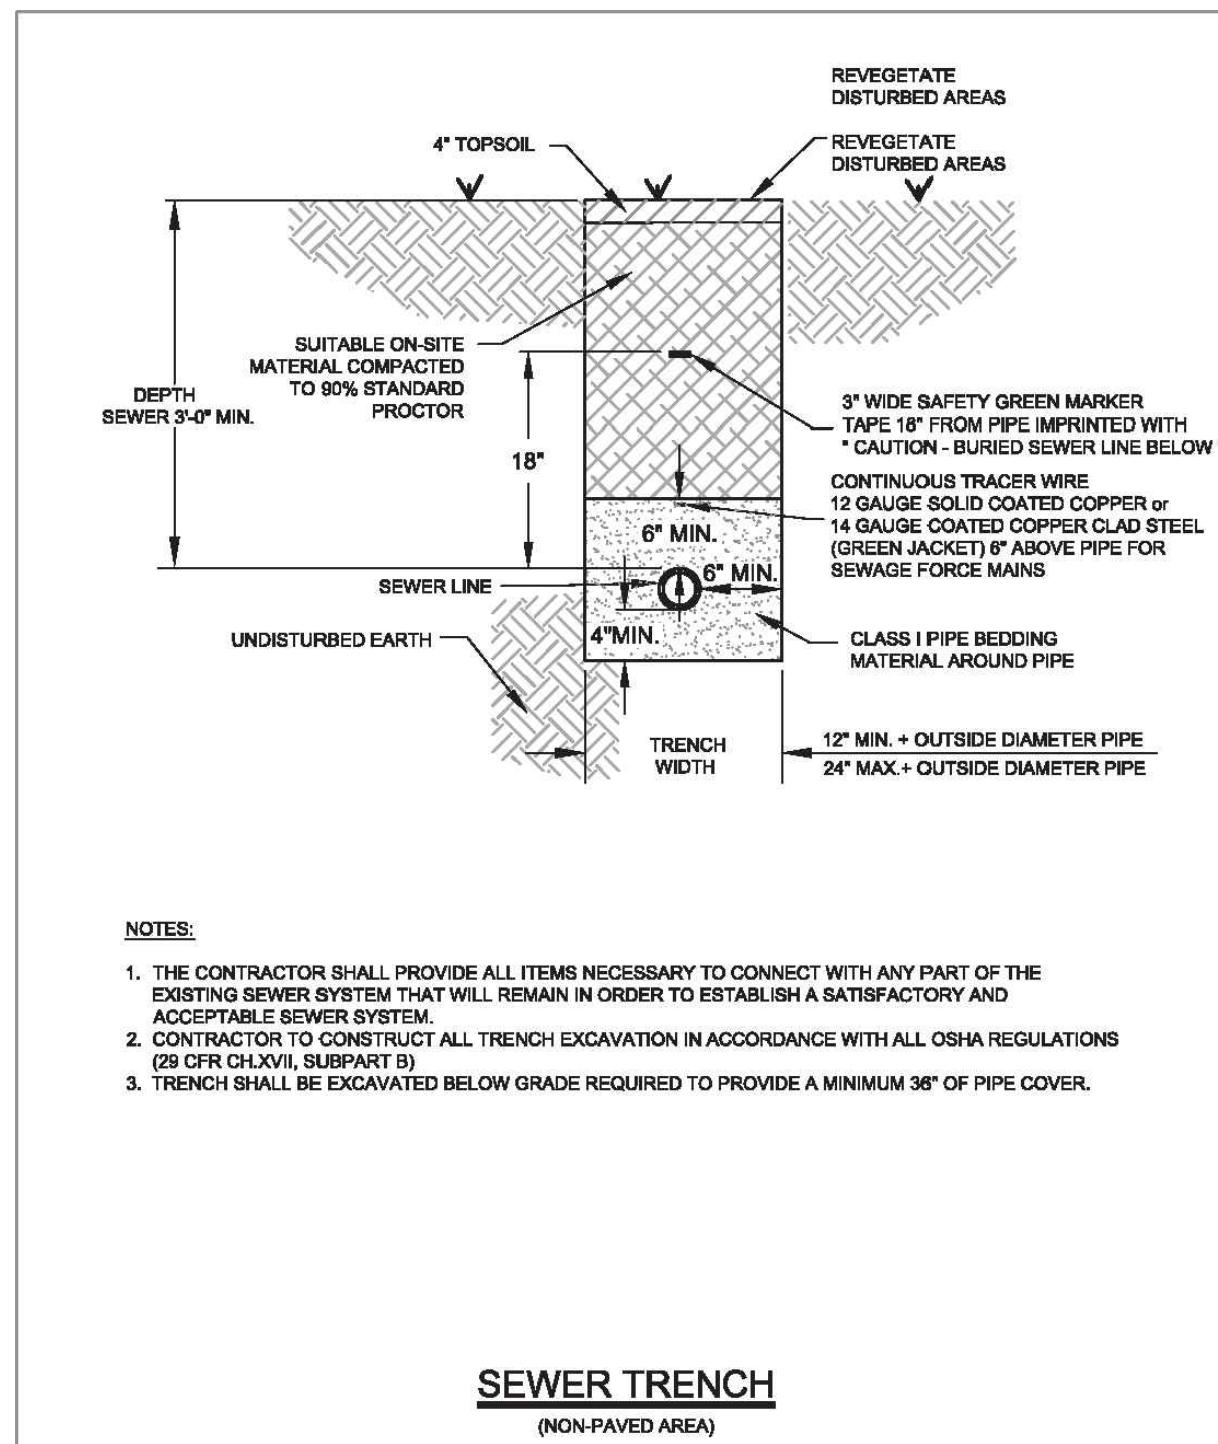 REVEGETATE
DISTURBED AREAS
4" TOPSOIL
REVEGETATE
DISTURBED AREAS
SUITABLE ON-SITE
MATERIAL COMPACTED
TO 90% STANDARD
PROCTOR
DEPTH
SEWER 3'-0" MIN.
18"
3" WIDE SAFETY GREEN MARKER
TAPE 18" FROM PIPE IMPRINTED WITH
" CAUTION - BURIED SEWER LINE BELOW
CONTINUOUS TRACER WIRE
12 GAUGE SOLID COATED COPPER or
14 GAUGE COATED COPPER CLAD STEEL
(GREEN JACKET) 6" ABOVE PIPE FOR
SEWAGE FORCE MAINS
6" MIN.
6" MIN.
SEWER LINE
4"MIN.
UNDISTURBED EARTH
CLASS I PIPE BEDDING
MATERIAL AROUND PIPE
TRENCH
WIDTH
12" MIN. + OUTSIDE DIAMETER PIPE
24" MAX.+ OUTSIDE DIAMETER PIPE
NOTES:
1. THE CONTRACTOR SHALL PROVIDE ALL ITEMS NECESSARY TO CONNECT WITH ANY PART OF THE
EXISTING SEWER SYSTEM THAT WILL REMAIN IN ORDER TO ESTABLISH A SATISFACTORY AND
ACCEPTABLE SEWER SYSTEM.
2. CONTRACTOR TO CONSTRUCT ALL TRENCH EXCAVATION IN ACCORDANCE WITH ALL OSHA REGULATIONS
(29 CFR CH.XVII, SUBPART B)
3. TRENCH SHALL BE EXCAVATED BELOW GRADE REQUIRED TO PROVIDE A MINIMUM 36" OF PIPE COVER.
SEWER TRENCH
(NON-PAVED AREA)